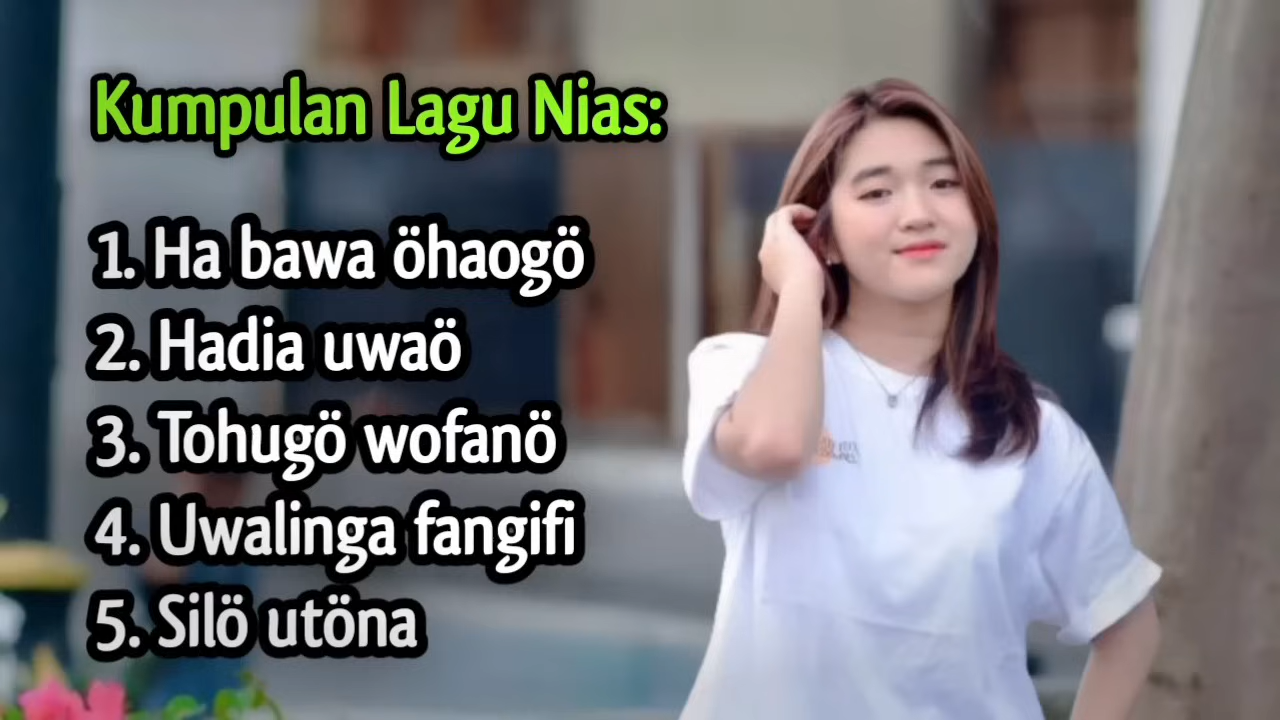 Kumpulan Lagu Nias:
1. Ha bawa öhaogö
2. Hadia uwaö
3. Tohugö wofanö
4. Uwalinga fangifi
5. Silö utöna